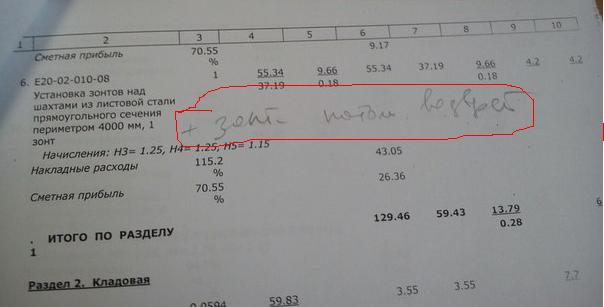 1 2 3 4 5 6 7 8 9 10
Сметная прибыль 70.55 9.17
%
6. Е20-02-010-08 1 55.34 9.66 55.34 37.19 9.66 4.2 4.2
37.19 0.18 0.18
Установка зонтов над
шахтами из листовой стали
прямоугольного сечения
периметром 4000 мм, 1
зонт
+ зонт - потом возврат
Начисления: Н3= 1.25, Н4= 1.25, Н5= 1.15
Накладные расходы 115.2 43.05
%
Сметная прибыль 70.55 26.36
%
. ИТОГО ПО РАЗДЕЛУ 129.46 59.43 13.79 6
1 0.28
Раздел 2. Кладовая
0.0594 59.83 3.55 3.55 7.7